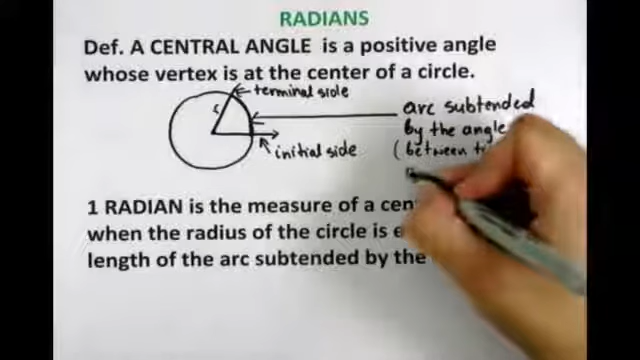 RADIANS
Def. A CENTRAL ANGLE is a positive angle
whose vertex is at the center of a circle.
terminal side
arc subtended
by the angle
(between
initial side
1 RADIAN is the measure of a
when the radius of the circle is
length of the arc subtended by the